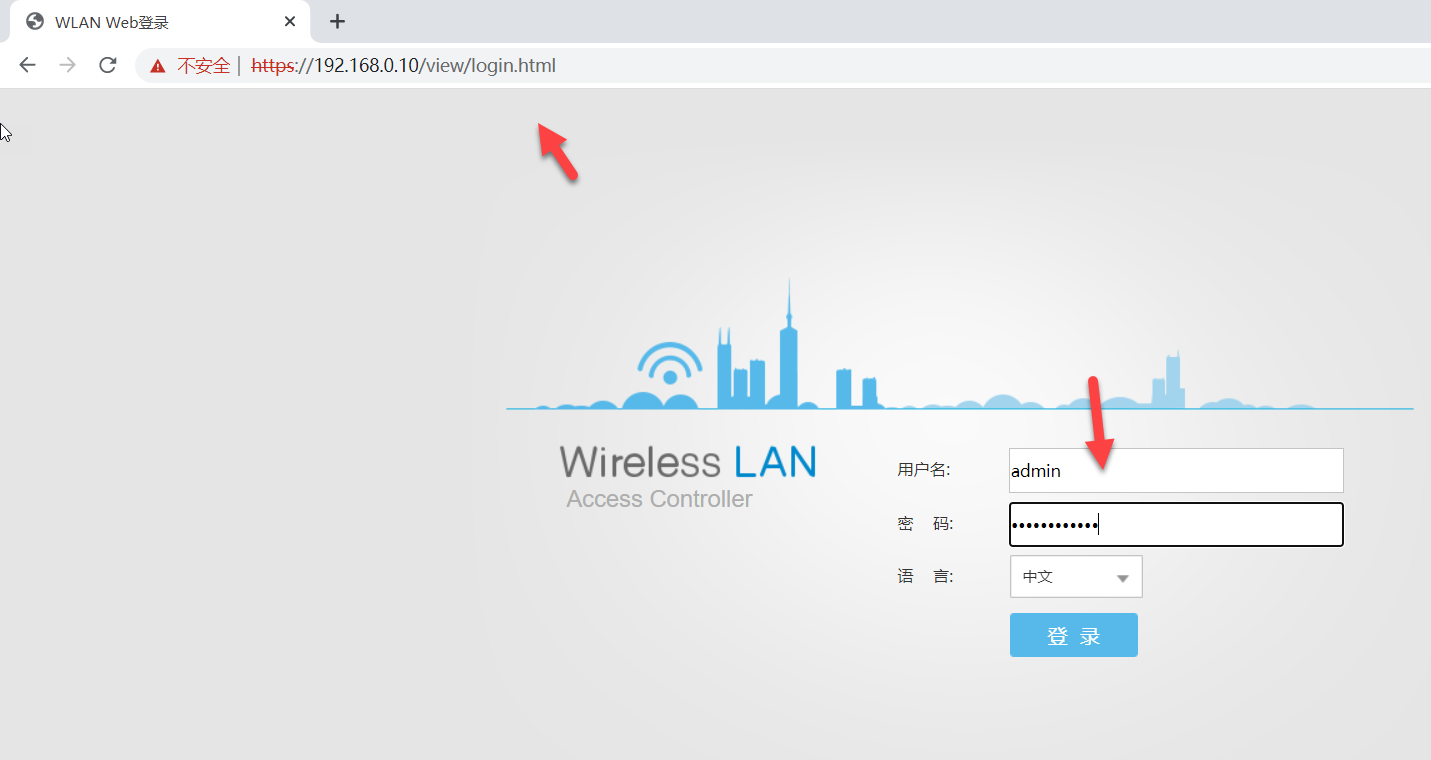 WLAN Web登录
不安全 | https://192.168.0.10/view/login.html
Wireless LAN
Access Controller
用户名: admin
密 码: ••••••••••••
语 言: 中文
登 录